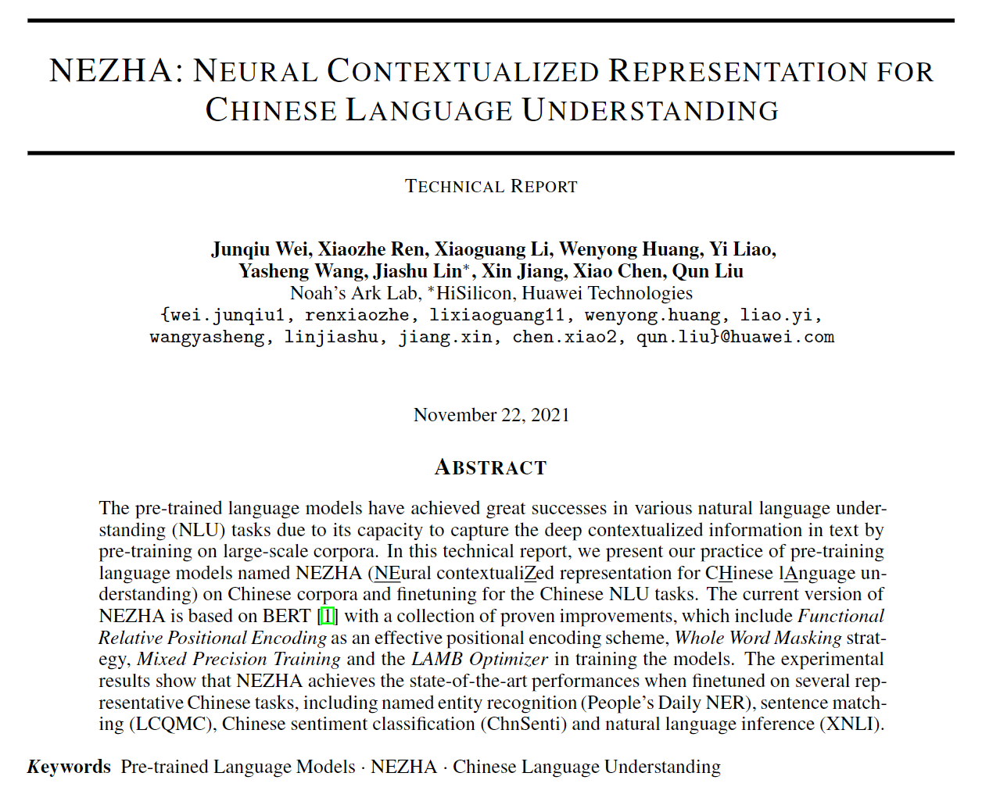 NEZHA: NEURAL CONTEXTUALIZED REPRESENTATION FOR
CHINESE LANGUAGE UNDERSTANDING
TECHNICAL REPORT
Junqiu Wei, Xiaozhe Ren, Xiaoguang Li, Wenyong Huang, Yi Liao,
Yasheng Wang, Jiashu Lin*, Xin Jiang, Xiao Chen, Qun Liu
Noah's Ark Lab, *HiSilicon, Huawei Technologies
{wei.junqiu1, renxiaozhe, lixiaoguang11, wenyong.huang, liao.yi,
wangyasheng, linjiashu, jiang.xin, chen.xiao2, qun.liu}@huawei.com
November 22, 2021
ABSTRACT
The pre-trained language models have achieved great successes in various natural language under-
standing (NLU) tasks due to its capacity to capture the deep contextualized information in text by
pre-training on large-scale corpora. In this technical report, we present our practice of pre-training
language models named NEZHA (NEural contextualiZed representation for CHinese lAnguage un-
derstanding) on Chinese corpora and finetuning for the Chinese NLU tasks. The current version of
NEZHA is based on BERT [1] with a collection of proven improvements, which include Functional
Relative Positional Encoding as an effective positional encoding scheme, Whole Word Masking strat-
egy, Mixed Precision Training and the LAMB Optimizer in training the models. The experimental
results show that NEZHA achieves the state-of-the-art performances when finetuned on several rep-
resentative Chinese tasks, including named entity recognition (People's Daily NER), sentence match-
ing (LCQMC), Chinese sentiment classification (ChnSenti) and natural language inference (XNLI).
Keywords Pre-trained Language Models · NEZHA · Chinese Language Understanding